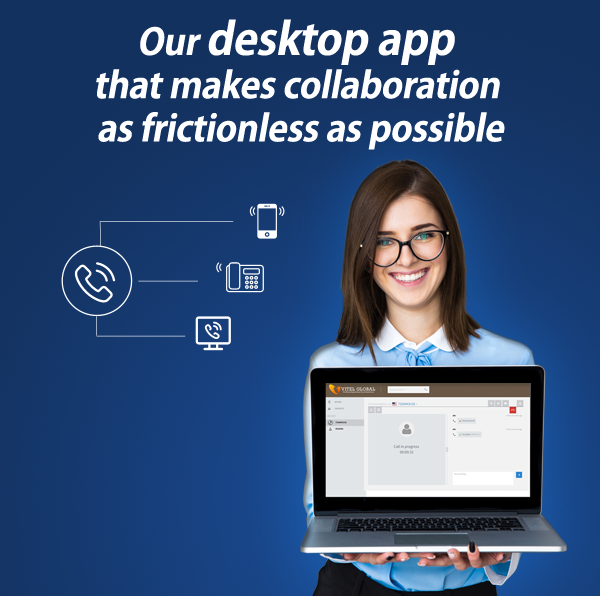 Our desktop app
that makes collaboration
as frictionless as possible
VITEL GLOBAL
Call in progress